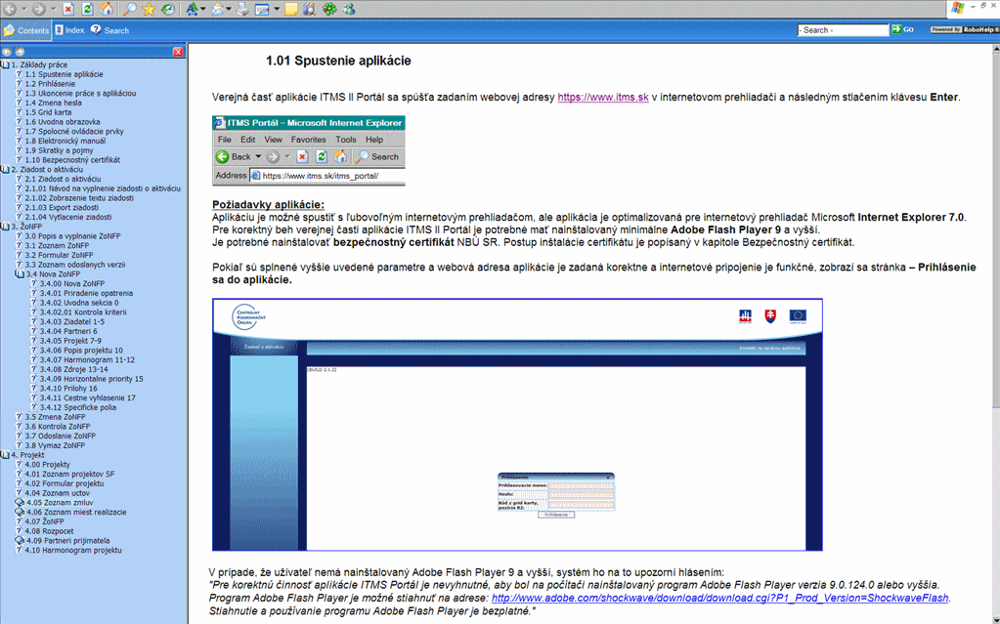 Contents Index Search
- Search - GO Powered By RoboHelp
1. Základy práce
1.1 Spustenie aplikácie
1.2 Prihlásenie
1.3 Ukoncenie práce s aplikáciou
1.4 Zmena hesla
1.5 Grid karta
1.6 Uvodna obrazovka
1.7 Spolocné ovládacie prvky
1.8 Elektronický manuál
1.9 Skratky a pojmy
1.10 Bezpecnostný certifikát
2. Ziadost o aktiváciu
2.1 Ziadost o aktiváciu
2.1.01 Návod na vyplnenie ziadosti o aktiváciu
2.1.02 Zobrazenie textu ziadosti
2.1.03 Export ziadosti
2.1.04 Vytlacenie ziadosti
3. ŽoNFP
3.0 Popis a vyplnanie ZoNFP
3.1 Zoznam ZoNFP
3.2 Formular ZoNFP
3.3 Zoznam odoslanych verzii
3.4 Nova ZoNFP
3.4.00 Nova ZoNFP
3.4.01 Priradenie opatrenia
3.4.02 Uvodna sekcia 0
3.4.02.01 Kontrola kriterii
3.4.03 Ziadatel 1-5
3.4.04 Partneri 6
3.4.05 Projekt 7-9
3.4.06 Popis projektu 10
3.4.07 Harmonogram 11-12
3.4.08 Zdroje 13-14
3.4.09 Horizontalne priority 15
3.4.10 Prilohy 16
3.4.11 Cestne vyhlasenie 17
3.4.12 Specificke polia
3.5 Zmena ZoNFP
3.6 Kontrola ZoNFP
3.7 Odoslanie ZoNFP
3.8 Vymaz ZoNFP
4. Projekt
4.00 Projekty
4.01 Zoznam projektov SF
4.02 Formular projektu
4.04 Zoznam uctov
4.05 Zoznam zmluv
4.06 Zoznam miest realizacie
4.07 ŽoNFP
4.08 Rozpocet
4.09 Partneri prijimatela
4.10 Harmonogram projektu
1.01 Spustenie aplikácie
Verejná časť aplikácie ITMS II Portál sa spúšťa zadaním webovej adresy https://www.itms.sk v internetovom prehliadači a následným stlačením klávesu Enter.
ITMS Portál - Microsoft Internet Explorer
File Edit View Favorites Tools Help
Back Search
Address https://www.itms.sk/itms_portal/
Požiadavky aplikácie:
Aplikáciu je možné spustiť s ľubovoľným internetovým prehliadačom, ale aplikácia je optimalizovaná pre internetový prehliadač Microsoft Internet Explorer 7.0.
Pre korektný beh verejnej časti aplikácie ITMS II Portál je potrebné mať nainštalovaný minimálne Adobe Flash Player 9 a vyšší.
Je potrebné nainštalovať bezpečnostný certifikát NBÚ SR. Postup inštalácie certifikátu je popísaný v kapitole Bezpečnostný certifikát.
Pokiaľ sú splnené vyššie uvedené parametre a webová adresa aplikácie je zadaná korektne a internetové pripojenie je funkčné, zobrazí sa stránka – Prihlásenie
sa do aplikácie.
CENTRÁLNY
KOORDINAČNÝ
ORGÁN
Žiadosť o aktiváciu Kontakt na správcu aplikácie
[BUILD 2.1-2]
Prihlásenie
Prihlasovacie meno:
Heslo:
Kód z grid karty,
pozícia B2:
Prihlásenie
V prípade, že užívateľ nemá nainštalovaný Adobe Flash Player 9 a vyšší, systém ho na to upozorní hlásením:
"Pre korektnú činnosť aplikácie ITMS Portál je nevyhnutné, aby bol na počítači nainštalovaný program Adobe Flash Player verzia 9.0.124.0 alebo vyššia.
Program Adobe Flash Player je možné stiahnuť na adrese: http://www.adobe.com/shockwave/download/download.cgi?P1_Prod_Version=ShockwaveFlash.
Stiahnutie a používanie programu Adobe Flash Player je bezplatné."